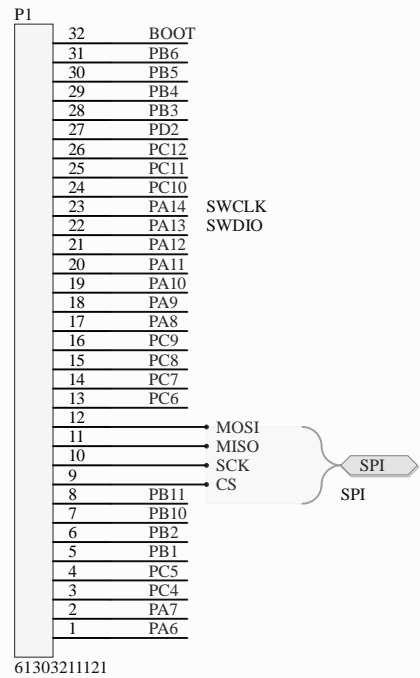 P1
32 BOOT
31 PB6
30 PB5
29 PB4
28 PB3
27 PD2
26 PC12
25 PC11
24 PC10
23 PA14 SWCLK
22 PA13 SWDIO
21 PA12
20 PA11
19 PA10
18 PA9
17 PA8
16 PC9
15 PC8
14 PC7
13 PC6
12 MOSI
11 MISO
10 SCK SPI
9 CS SPI
8 PB11
7 PB10
6 PB2
5 PB1
4 PC5
3 PC4
2 PA7
1 PA6
61303211121